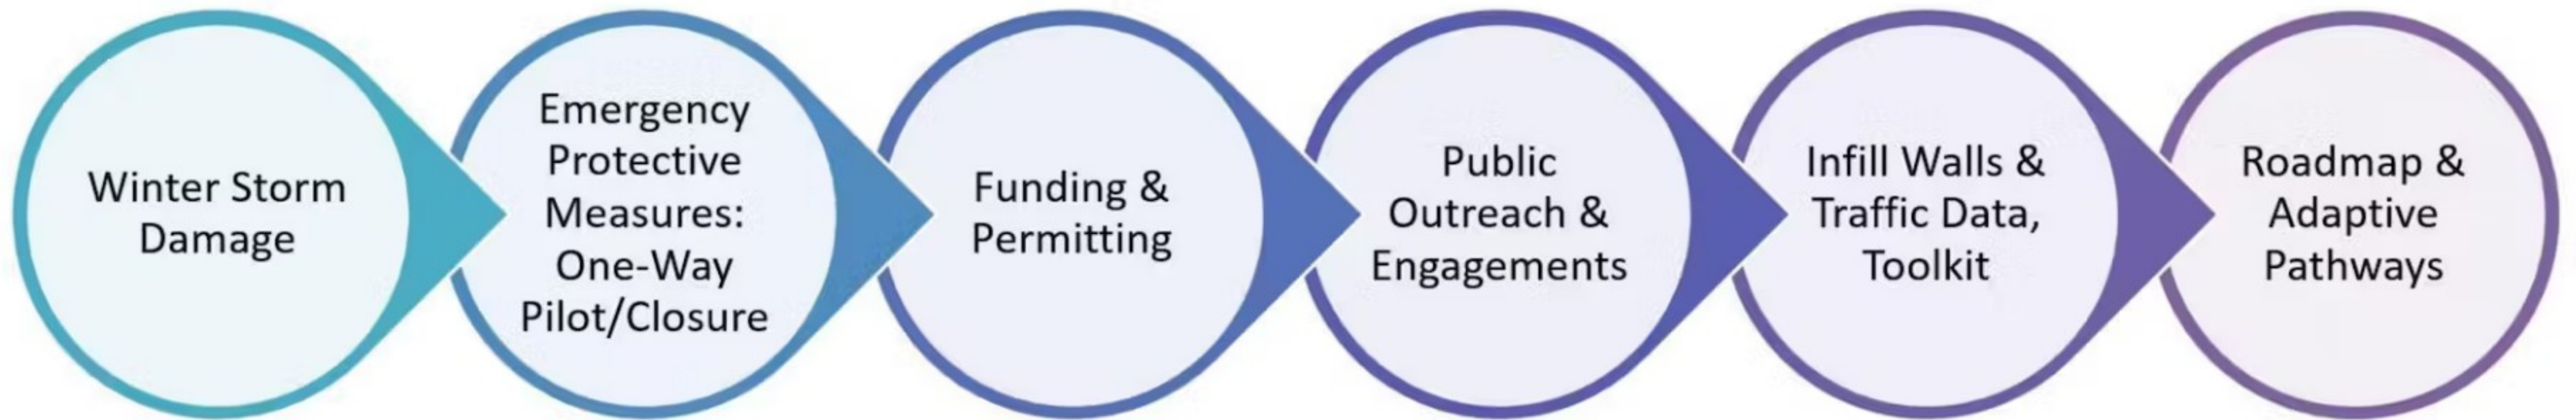 Winter Storm
Damage
Emergency
Protective
Measures:
One-Way
Pilot/Closure
Funding &
Permitting
Public
Outreach &
Engagements
Infill Walls &
Traffic Data,
Toolkit
Roadmap &
Adaptive
Pathways